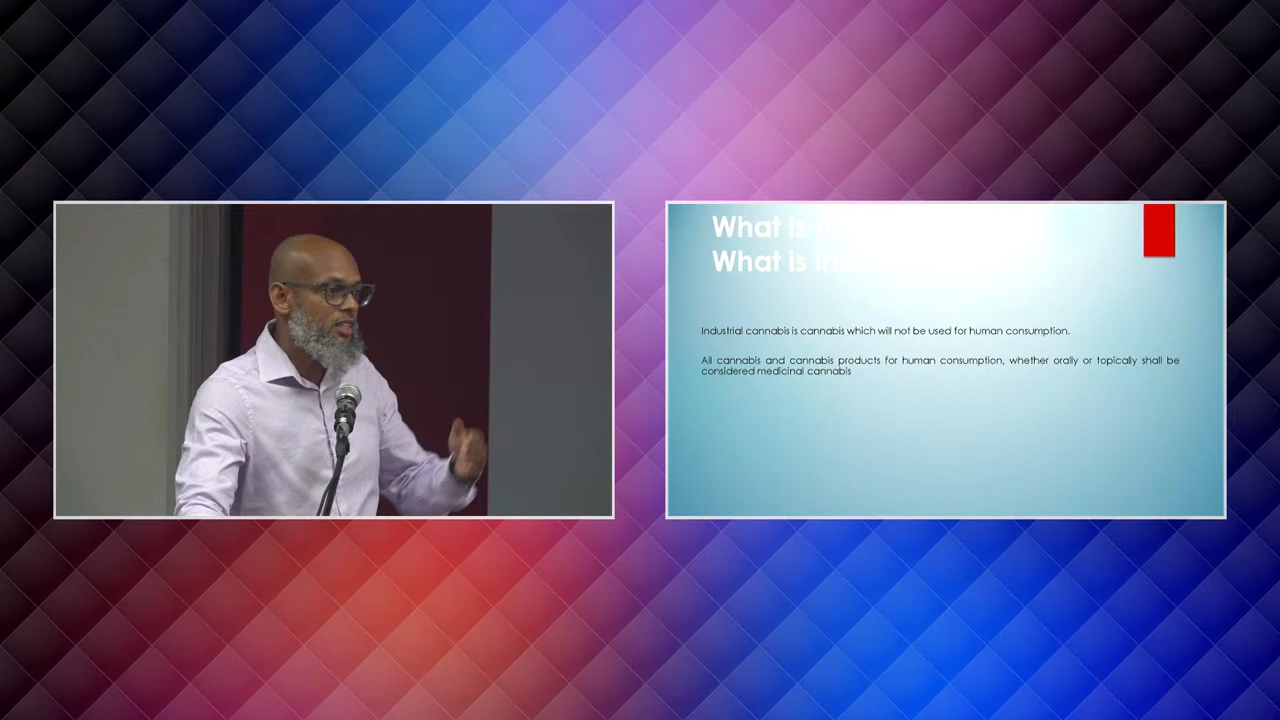 What is
What is in
Industrial cannabis is cannabis which will not be used for human consumption.
All cannabis and cannabis products for human consumption, whether orally or topically shall be
considered medicinal cannabis